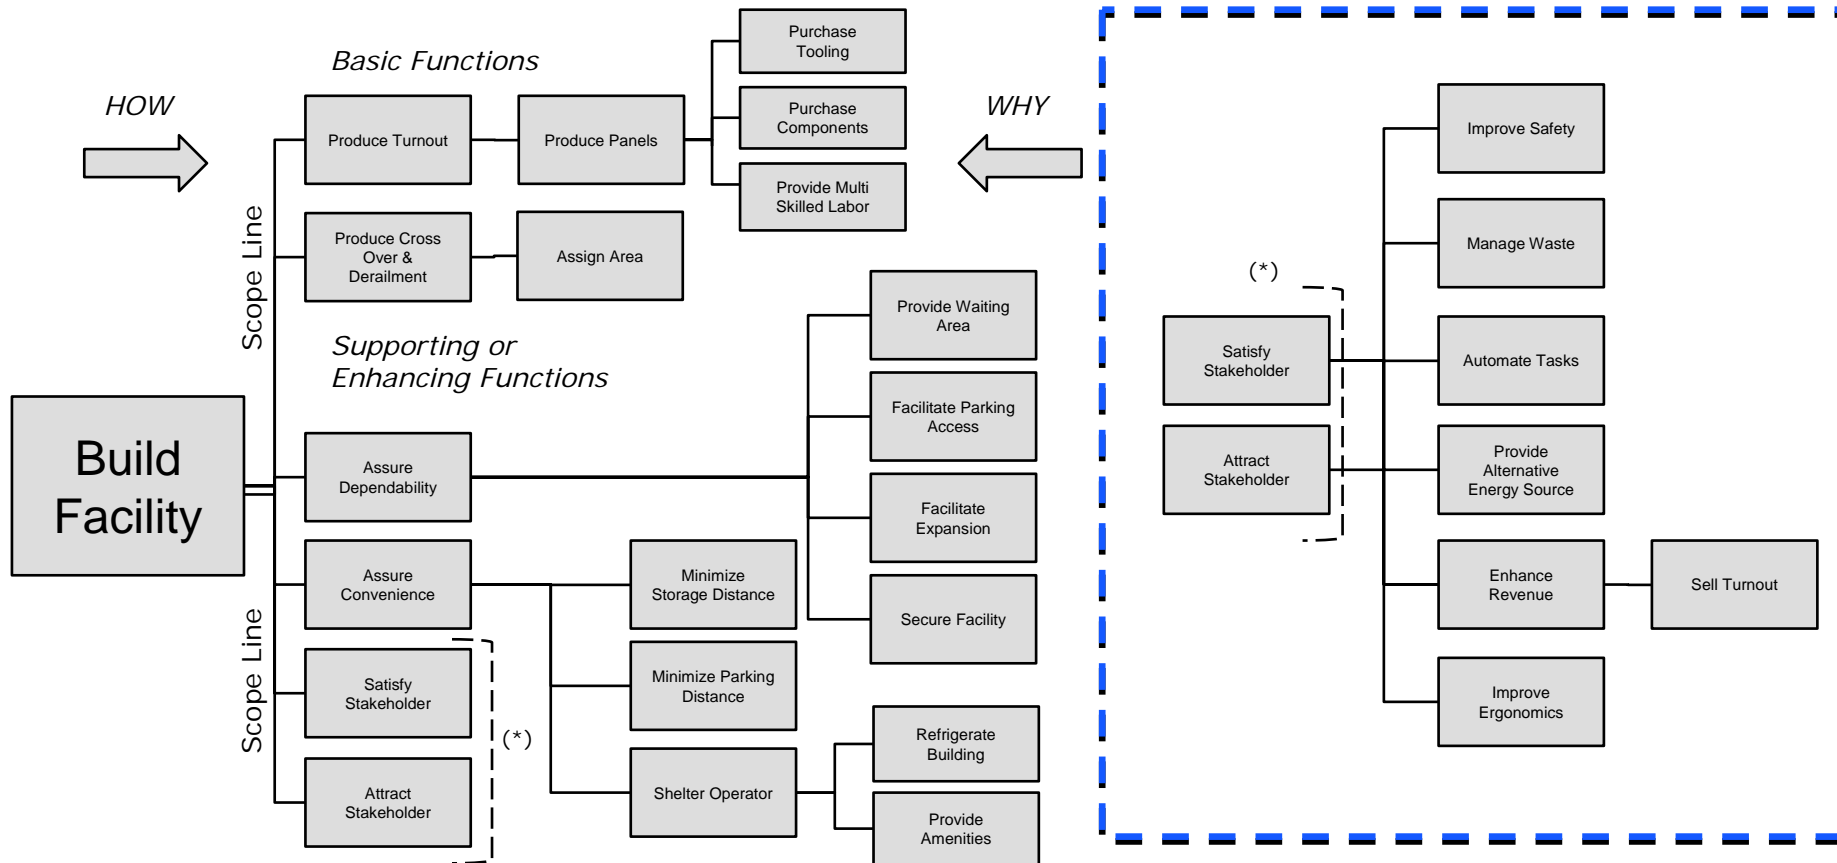 Basic Functions
HOW
WHY
Scope Line
Scope Line
Build
Facility
Produce Turnout
Produce Panels
Purchase
Tooling
Purchase
Components
Provide Multi
Skilled Labor
Produce Cross
Over &
Derailment
Assign Area
Supporting or
Enhancing Functions
Assure
Dependability
Provide Waiting
Area
Facilitate Parking
Access
Facilitate
Expansion
Secure Facility
Assure
Convenience
Minimize
Storage Distance
Minimize Parking
Distance
Shelter Operator
Refrigerate
Building
Provide
Amenities
Satisfy
Stakeholder
Attract
Stakeholder
(*)
(*)
Satisfy
Stakeholder
Attract
Stakeholder
Improve Safety
Manage Waste
Automate Tasks
Provide
Alternative
Energy Source
Enhance
Revenue
Sell Turnout
Improve
Ergonomics